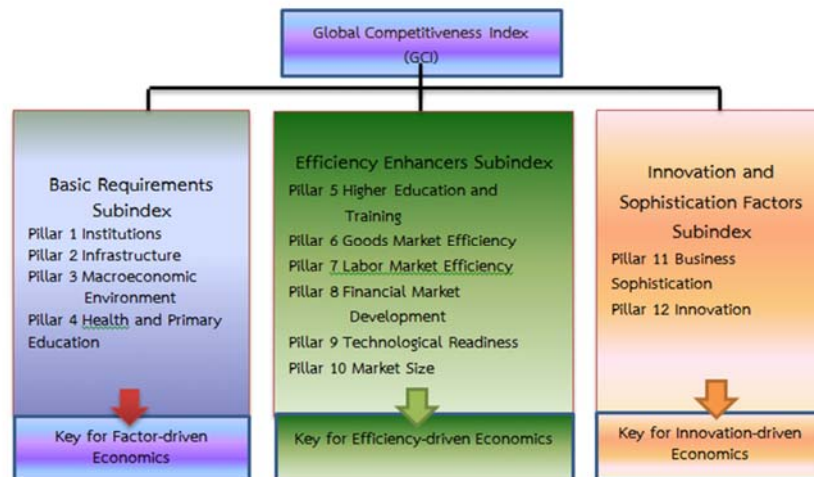 Global Competitiveness Index
(GCI)
Basic Requirements
Subindex
Pillar 1 Institutions
Pillar 2 Infrastructure
Pillar 3 Macroeconomic
Environment
Pillar 4 Health and Primary
Education
Key for Factor-driven
Economics
Efficiency Enhancers Subindex
Pillar 5 Higher Education and
Training
Pillar 6 Goods Market Efficiency
Pillar 7 Labor Market Efficiency
Pillar 8 Financial Market
Development
Pillar 9 Technological Readiness
Pillar 10 Market Size
Key for Efficiency-driven Economics
Innovation and
Sophistication Factors
Subindex
Pillar 11 Business
Sophistication
Pillar 12 Innovation
Key for Innovation-driven
Economics